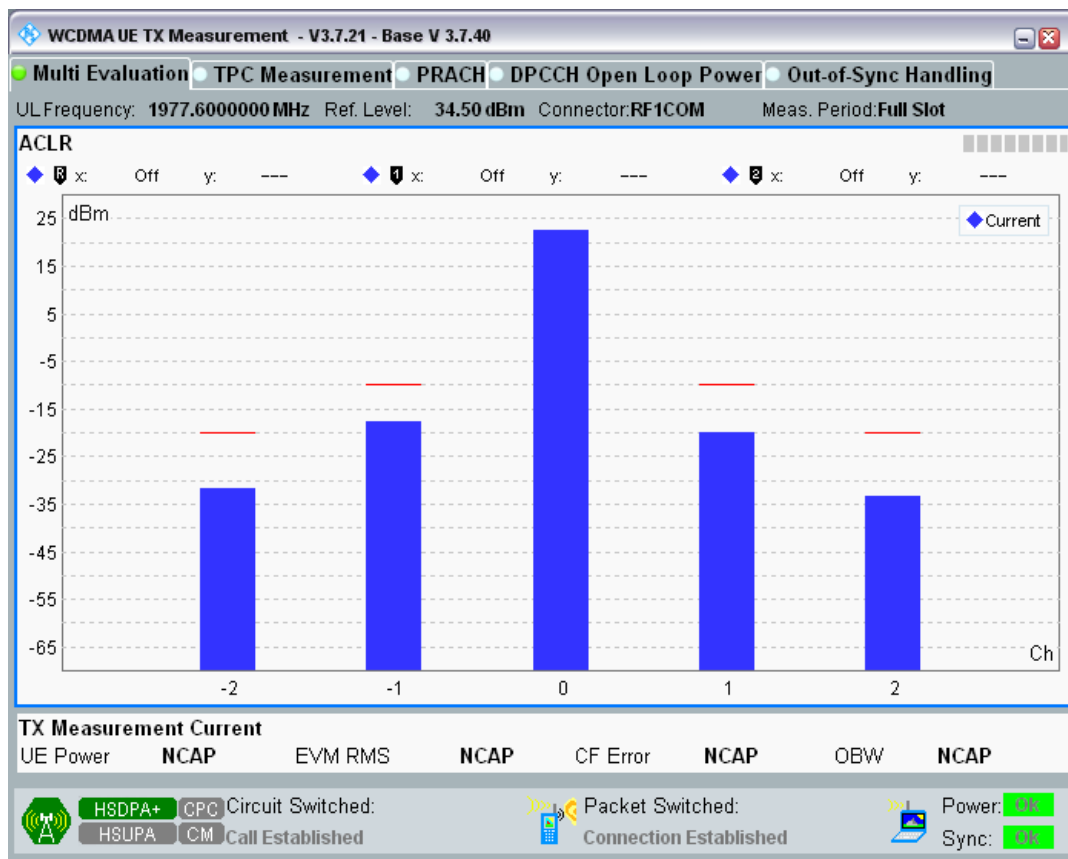 WCDMA UE TX Measurement - V3.7.21 - Base V 3.7.40
Multi Evaluation TPC Measurement PRACH DPCCH Open Loop Power Out-of-Sync Handling
UL Frequency: 1977.6000000 MHz Ref. Level: 34.50 dBm Connector:RF1COM Meas. Period:Full Slot
ACLR
R x: Off y: --- 1 x: Off y: --- 2 x: Off y: ---
dBm
Current
25
15
5
-5
-15
-25
-35
-45
-55
-65
Ch
-2 -1 0 1 2
TX Measurement Current
UE Power NCAP EVM RMS NCAP CF Error NCAP OBW NCAP
HSDPA+ CPC Circuit Switched: Packet Switched: Power: OK
HSUPA CM Call Established Connection Established Sync: OK